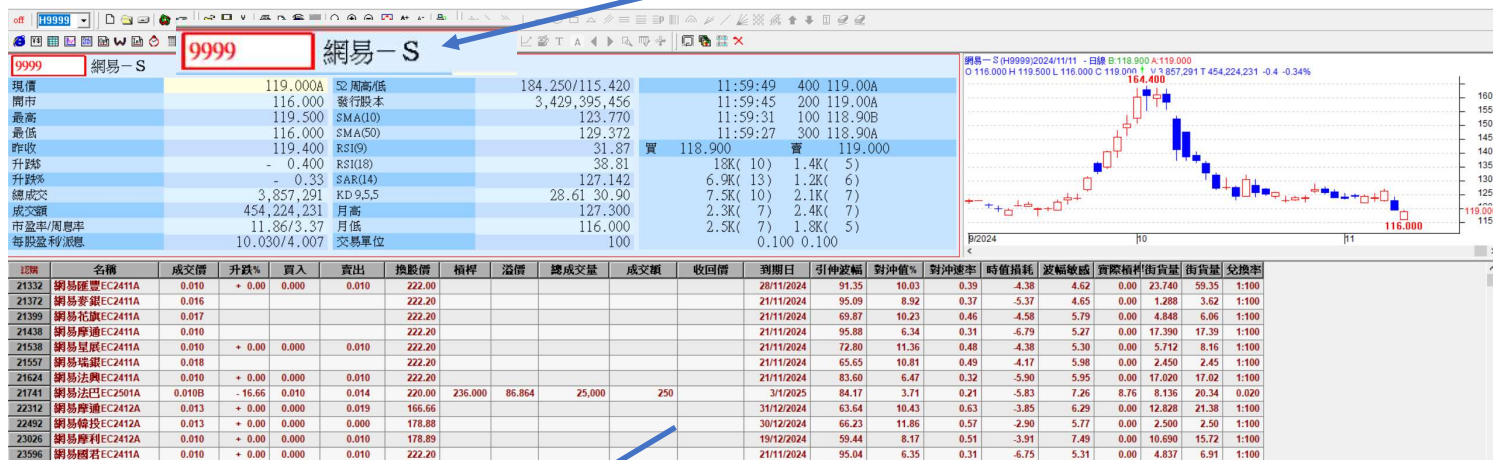 off H9999
9999 網易－S
9999 網易－S
現價 119.000A 52周高/低 184.250/115.420 11:59:49 400 119.00A
開市 116.000 發行股本 3,429,395,456 11:59:45 200 119.00A
最高 119.500 SMA(10) 123.770 11:59:31 100 118.90B
最低 116.000 SMA(50) 129.372 11:59:27 300 118.90A
昨收 119.400 RSI(9) 31.87 買 118.900 賣 119.000
升跌$ - 0.400 RSI(18) 38.81 18K( 10) 1.4K( 5)
升跌% - 0.33 SAR(14) 127.142 6.9K( 13) 1.2K( 6)
總成交 3,857,291 KD 9,5,5 28.61 30.90 7.5K( 10) 2.1K( 7)
成交額 454,224,231 月高 127.300 2.3K( 7) 2.4K( 7)
市盈率/周息率 11.86/3.37 月低 116.000 2.5K( 7) 1.8K( 5)
每股盈利/派息 10.030/4.007 交易單位 100 0.100 0.100
網易－S (H9999)2024/11/11 - 日線 B:118.900 A:119.000
O 116.000 H 119.500 L 116.000 C 119.000 ↑ V 3,857,291 T 454,224,231 -0.4 -0.34%
164.400
160
155
150
145
140
135
130
125
119.000
115
116.000
9/2024 10 11
認購 名稱 成交價 升跌% 買入 賣出 換股價 槓桿 溢價 總成交量 成交額 收回價 到期日 引伸波幅 對沖值% 對沖速率 時值損耗 波幅敏感 實際槓桿 街貨量 街貨量 兌換率
21332 網易匯豐EC2411A 0.010 + 0.00 0.000 0.010 222.00 28/11/2024 91.35 10.03 0.39 -4.38 4.62 0.00 23.740 59.35 1:100
21372 網易麥銀EC2411A 0.016 222.20 21/11/2024 95.09 8.92 0.37 -5.37 4.65 0.00 1.288 3.62 1:100
21399 網易花旗EC2411A 0.017 222.20 21/11/2024 69.87 10.23 0.46 -4.58 5.79 0.00 4.848 6.06 1:100
21438 網易摩通EC2411A 0.010 222.20 21/11/2024 95.88 6.34 0.31 -6.79 5.27 0.00 17.390 17.39 1:100
21538 網易星展EC2411A 0.010 + 0.00 0.000 0.010 222.20 21/11/2024 72.80 11.36 0.48 -4.38 5.30 0.00 5.712 8.16 1:100
21557 網易瑞銀EC2411A 0.018 222.20 21/11/2024 65.65 10.81 0.49 -4.17 5.98 0.00 2.450 2.45 1:100
21624 網易法興EC2411A 0.010 + 0.00 0.000 0.010 222.20 21/11/2024 83.60 6.47 0.32 -5.90 5.95 0.00 17.020 17.02 1:100
21741 網易法巴EC2501A 0.010B - 16.66 0.010 0.014 220.00 236.000 86.864 25,000 250 3/1/2025 84.17 3.71 0.21 -5.83 7.26 8.76 8.136 20.34 0.020
22312 網易摩通EC2412A 0.013 + 0.00 0.000 0.019 166.66 31/12/2024 63.64 10.43 0.63 -3.85 6.29 0.00 12.828 21.38 1:100
22492 網易韓投EC2412A 0.013 + 0.00 0.000 0.000 178.88 30/12/2024 66.23 11.86 0.57 -2.90 5.77 0.00 2.500 2.50 1:100
23026 網易摩利EC2412A 0.010 + 0.00 0.000 0.010 178.89 19/12/2024 59.44 8.17 0.51 -3.91 7.49 0.00 10.690 15.72 1:100
23596 網易國君EC2411A 0.010 + 0.00 0.000 0.010 222.20 21/11/2024 95.04 6.35 0.31 -6.75 5.31 0.00 4.837 6.91 1:100